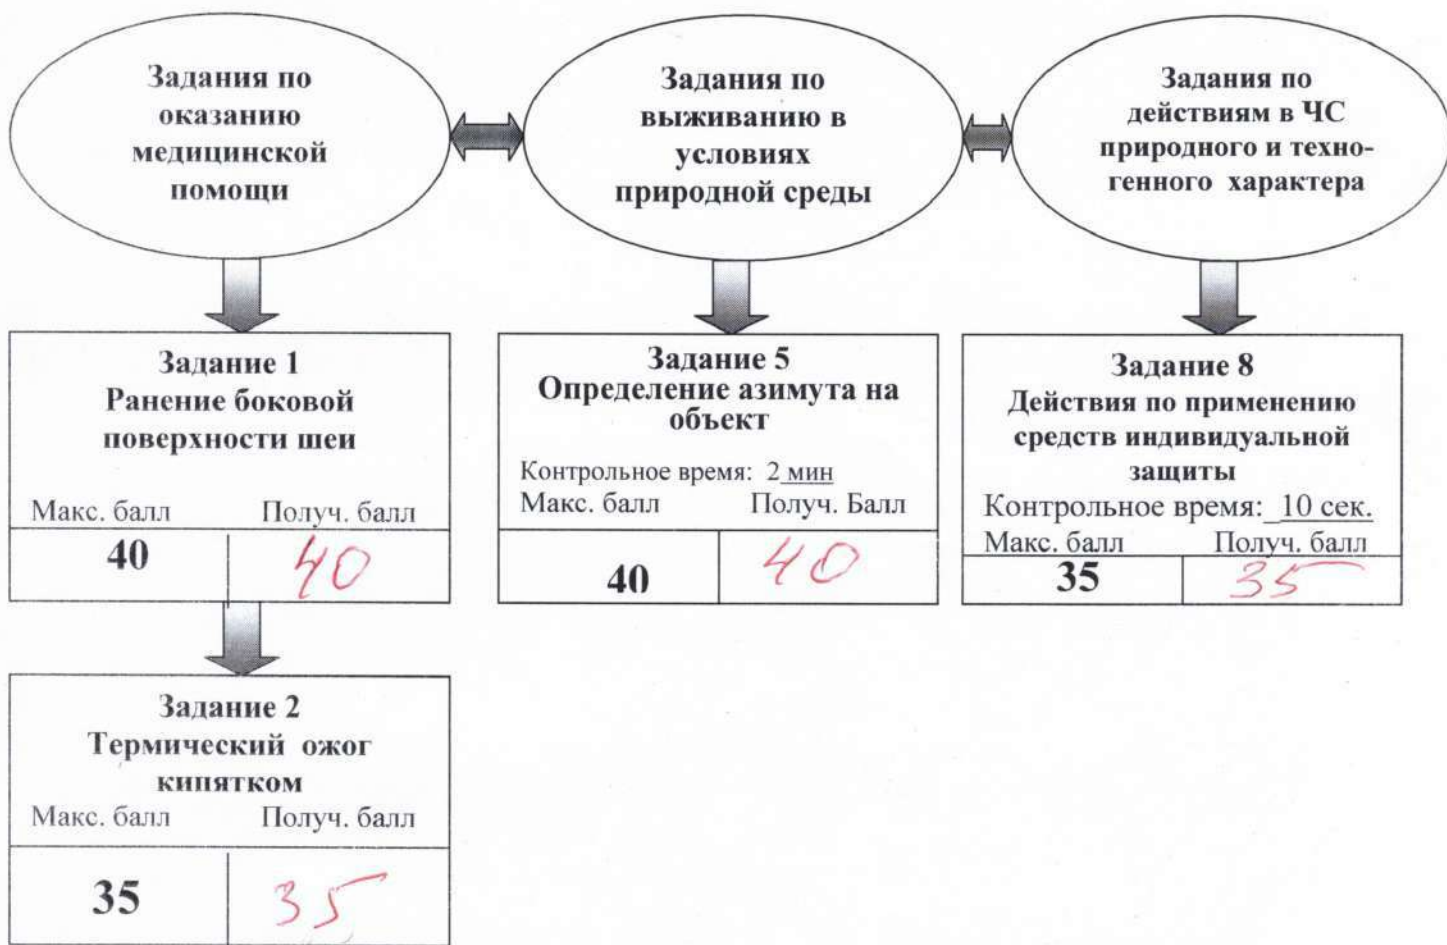 Задания по
оказанию
медицинской
помощи
Задания по
выживанию в
условиях
природной среды
Задания по
действиям в ЧС
природного и техно-
генного характера
Задание 1
Ранение боковой
поверхности шеи
Макс. балл Получ. балл
40 40
Задание 5
Определение азимута на
объект
Контрольное время: 2 мин
Макс. балл Получ. Балл
40 40
Задание 8
Действия по применению
средств индивидуальной
защиты
Контрольное время: 10 сек.
Макс. балл Получ. балл
35 35
Задание 2
Термический ожог
кипятком
Макс. балл Получ. балл
35 35